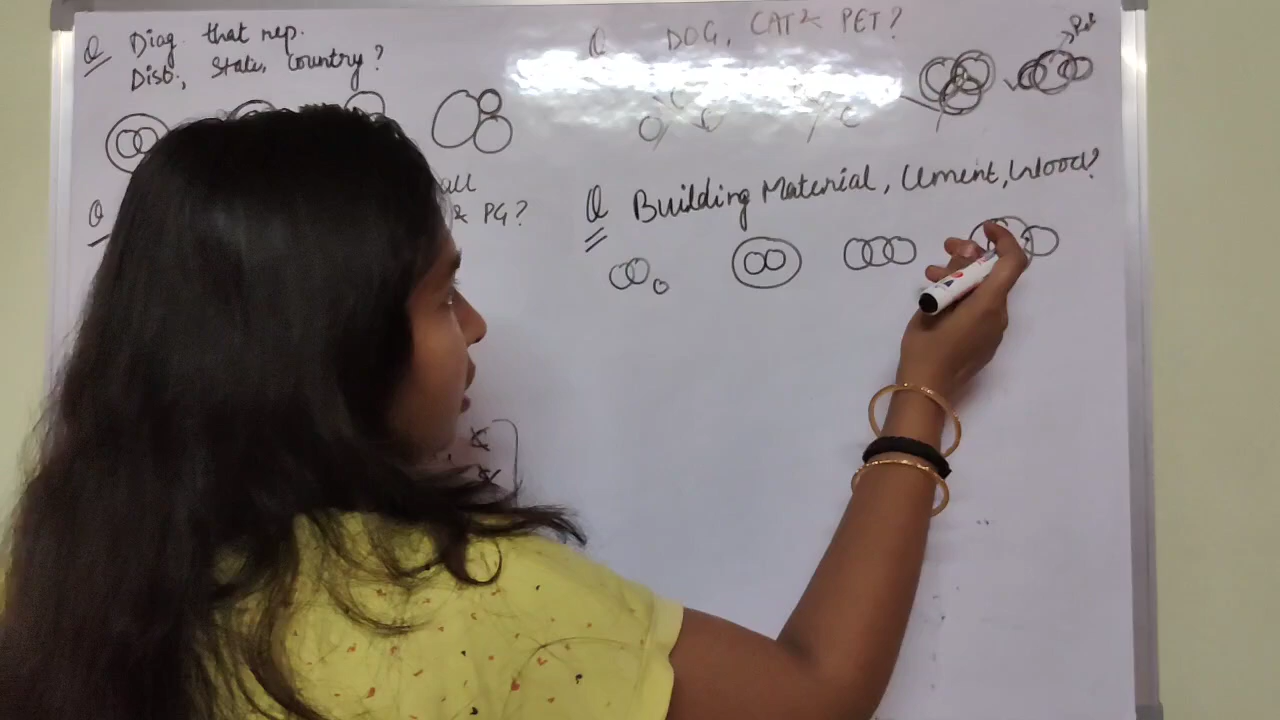 Q Diag. that rep.
Dist, State, Country?
all
& PG?
Q
Q DOG, CAT & PET?
Pet
Q Building Material, Cement, Wood?